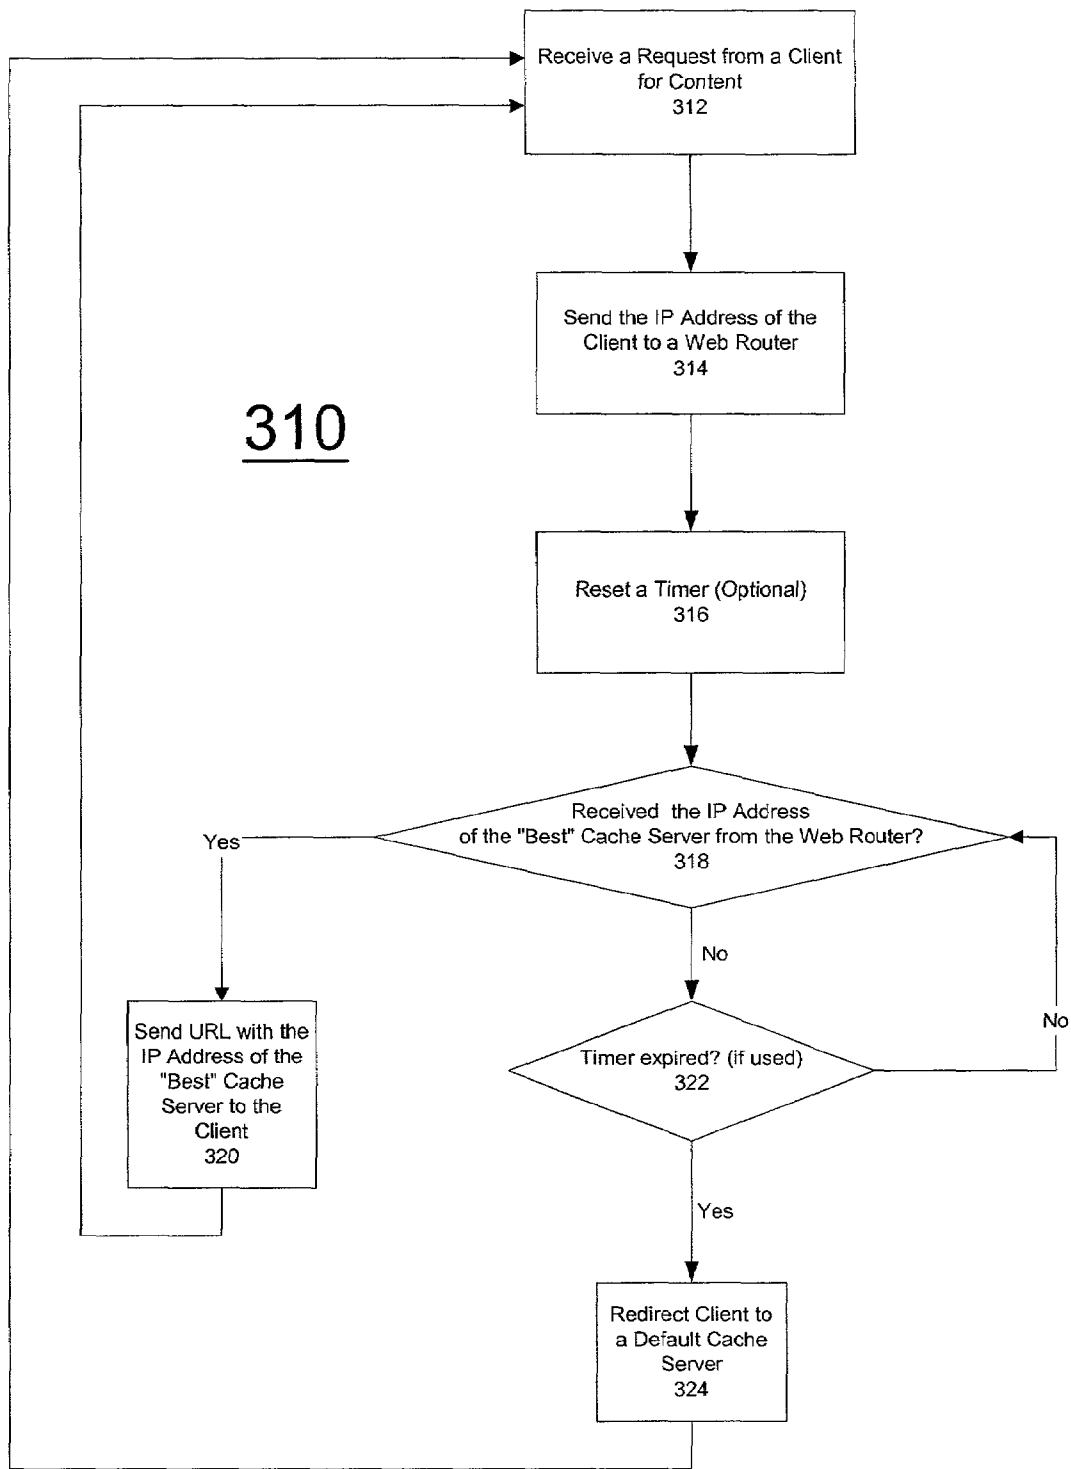 Receive a Request from a Client
for Content
312
Send the IP Address of the
Client to a Web Router
314
310
Reset a Timer (Optional)
316
Received the IP Address
of the "Best" Cache Server from the Web Router?
318
Yes
No
Send URL with the
IP Address of the
"Best" Cache
Server to the
Client
320
Timer expired? (if used)
322
No
Yes
Redirect Client to
a Default Cache
Server
324